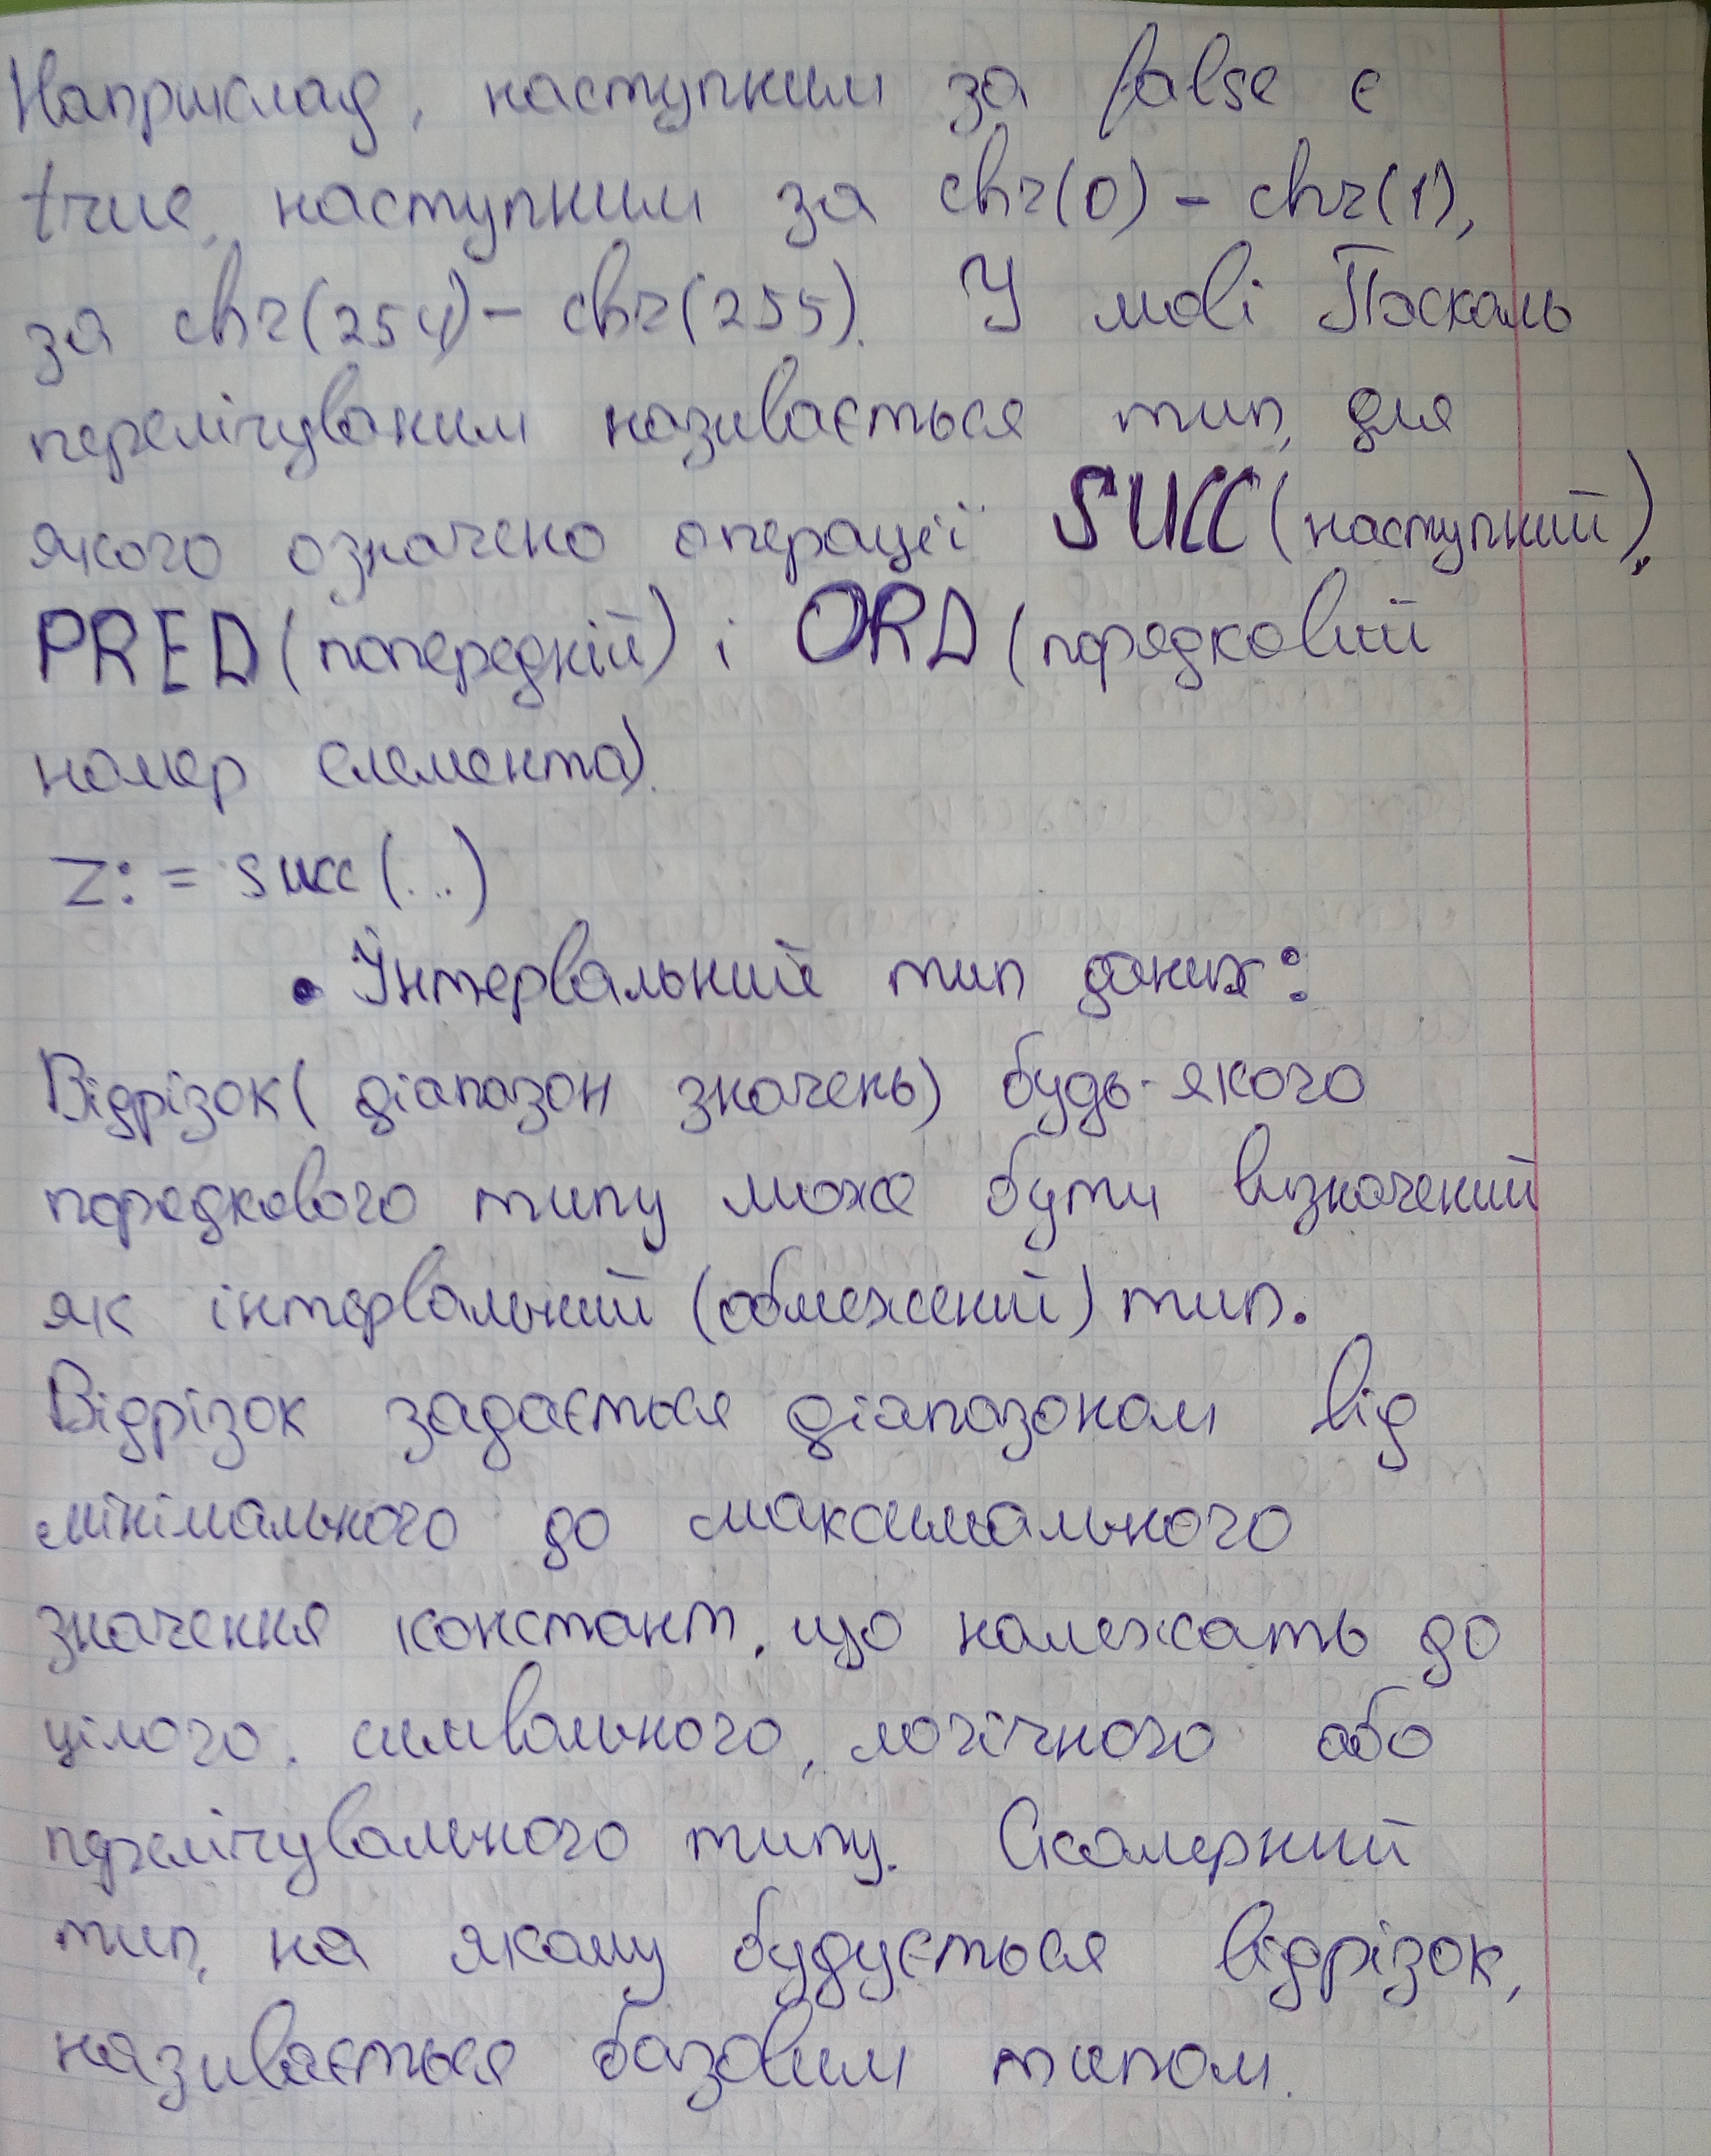 Наприклад, наступним за false є
true, наступним за chr(0) - chr(1),
за chr(254) - chr(255). У мові Паскаль
перелічуваним називається тип, для
якого означено операції SUCC (наступний),
PRED (попередній) і ORD (порядковий
номер елемента).
Z: = succ (...)
• Інтервальний тип даних:
Відрізок( діапазон значень) будь-якого
порядкового типу може бути визначений
як інтервальний (обмежений) тип.
Відрізок задається діапазоном від
мінімального до максимального
значення констант, що належать до
цілого, символьного, логічного або
перелічувального типу. Скалярний
тип, на якому будується відрізок,
називається базовим типом.